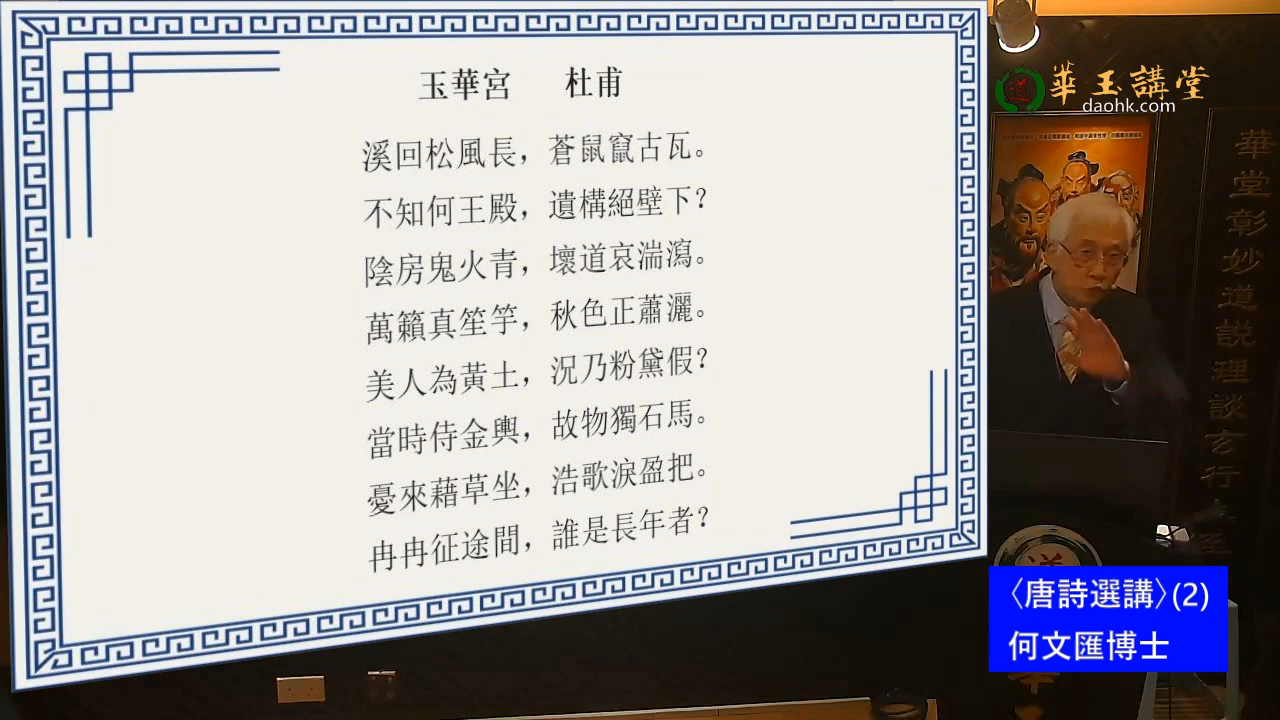 玉華宮 杜甫
溪回松風長，蒼鼠竄古瓦。
不知何王殿，遺構絕壁下？
陰房鬼火青，壞道哀湍瀉。
萬籟真笙竽，秋色正蕭灑。
美人為黃土，況乃粉黛假？
當時侍金輿，故物獨石馬。
憂來藉草坐，浩歌淚盈把。
冉冉征途間，誰是長年者？
道
華玉講堂
daohk.com
華堂彰妙道説理談玄行
〈唐詩選講〉(2)
何文匯博士